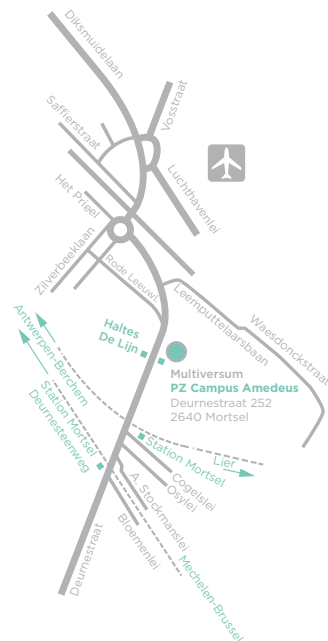 Diksmuidelaan
Vosstraat
Saffierstraat
Luchthavenlei
Het Prieel
Zilverbeeklaan
Rode Leeuwl.
Leemputtelaarsbaan
Waesdonckstraat
Antwerpen-Berchem
Haltes
De Lijn
Multiversum
PZ Campus Amedeus
Deurnestraat 252
2640 Mortsel
Station Mortsel
Deurnesteenweg
Station Mortsel
Lier
Cogelslei
Osylei
A. Stockmanslei
Bloemenlei
Deurnestraat
Mechelen-Brussel